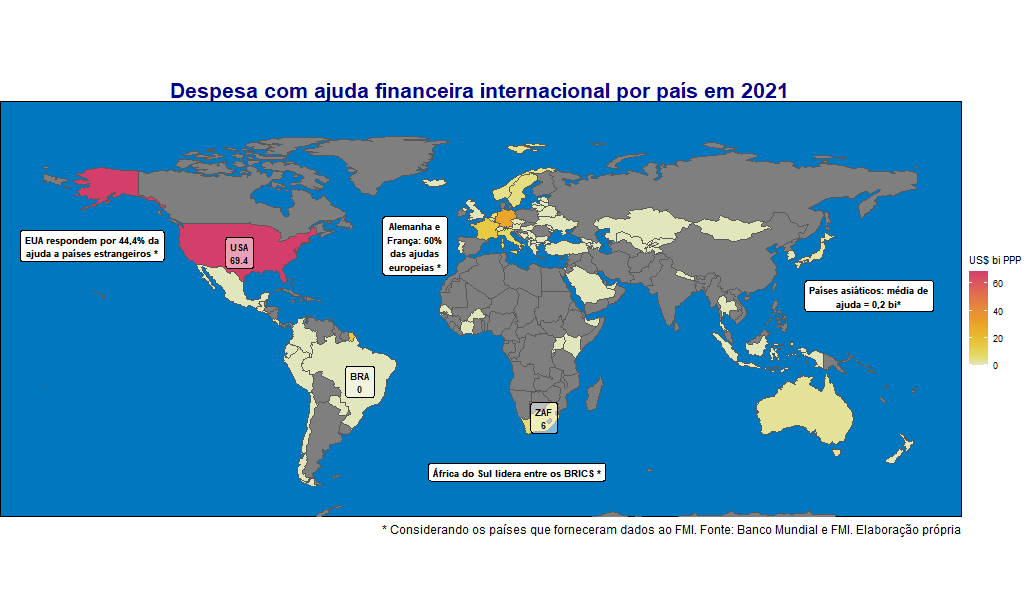 Despesa com ajuda financeira internacional por país em 2021
EUA respondem por 44,4% da
ajuda a países estrangeiros *
USA
69.4
Alemanha e
França: 60%
das ajudas
europeias *
US$ bi PPP
60
40
20
0
Países asiáticos: média de
ajuda = 0,2 bi*
BRA
0
ZAF
6
África do Sul lidera entre os BRICS *
* Considerando os países que forneceram dados ao FMI. Fonte: Banco Mundial e FMI. Elaboração própria